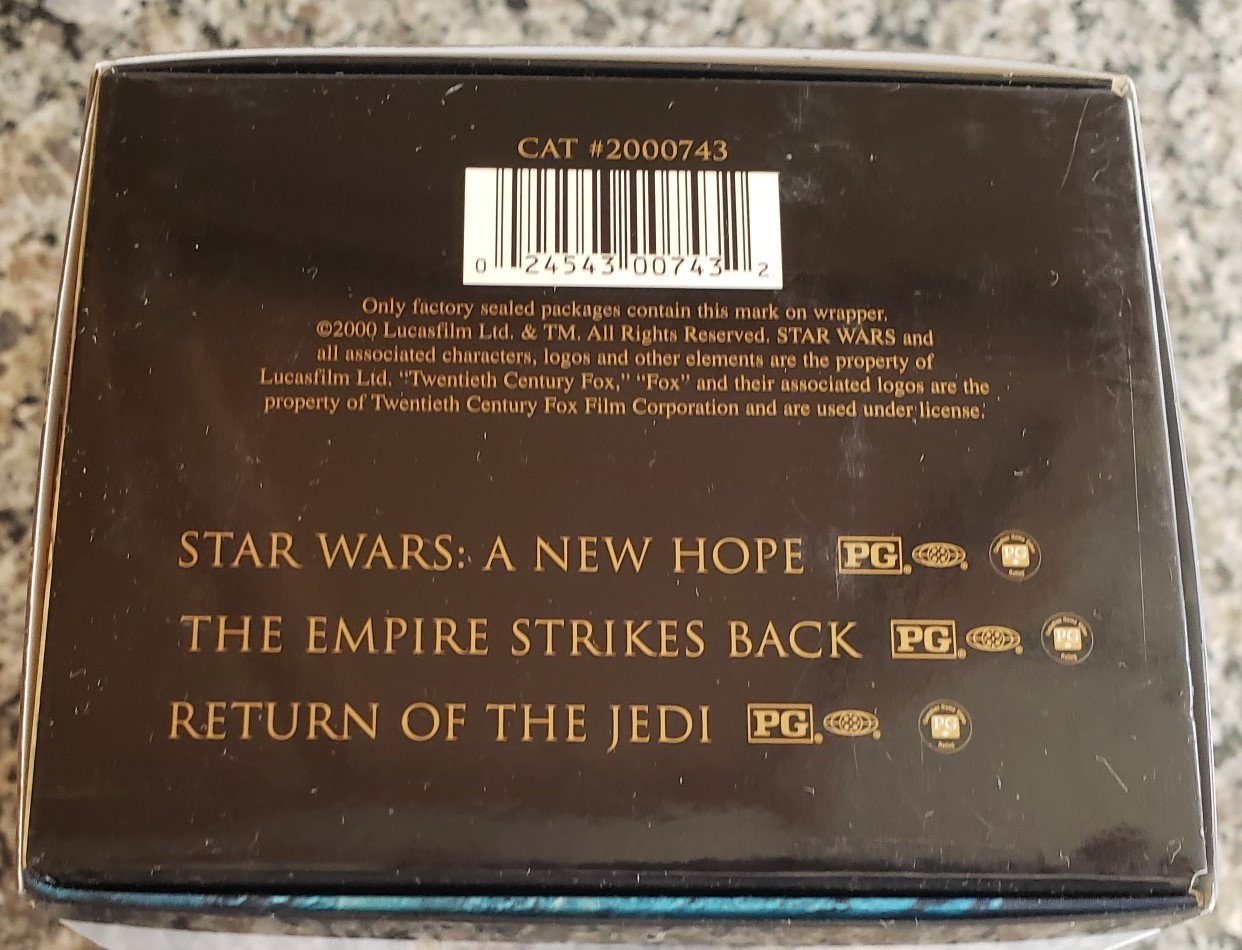 CAT #2000743
0 24543 00743 2
Only factory sealed packages contain this mark on wrapper.
©2000 Lucasfilm Ltd. & TM. All Rights Reserved. STAR WARS and
all associated characters, logos and other elements are the property of
Lucasfilm Ltd. “Twentieth Century Fox,” “Fox” and their associated logos are the
property of Twentieth Century Fox Film Corporation and are used under license.
STAR WARS: A NEW HOPE PG ® ® PG
THE EMPIRE STRIKES BACK PG ® ® PG
RETURN OF THE JEDI PG ® ® PG